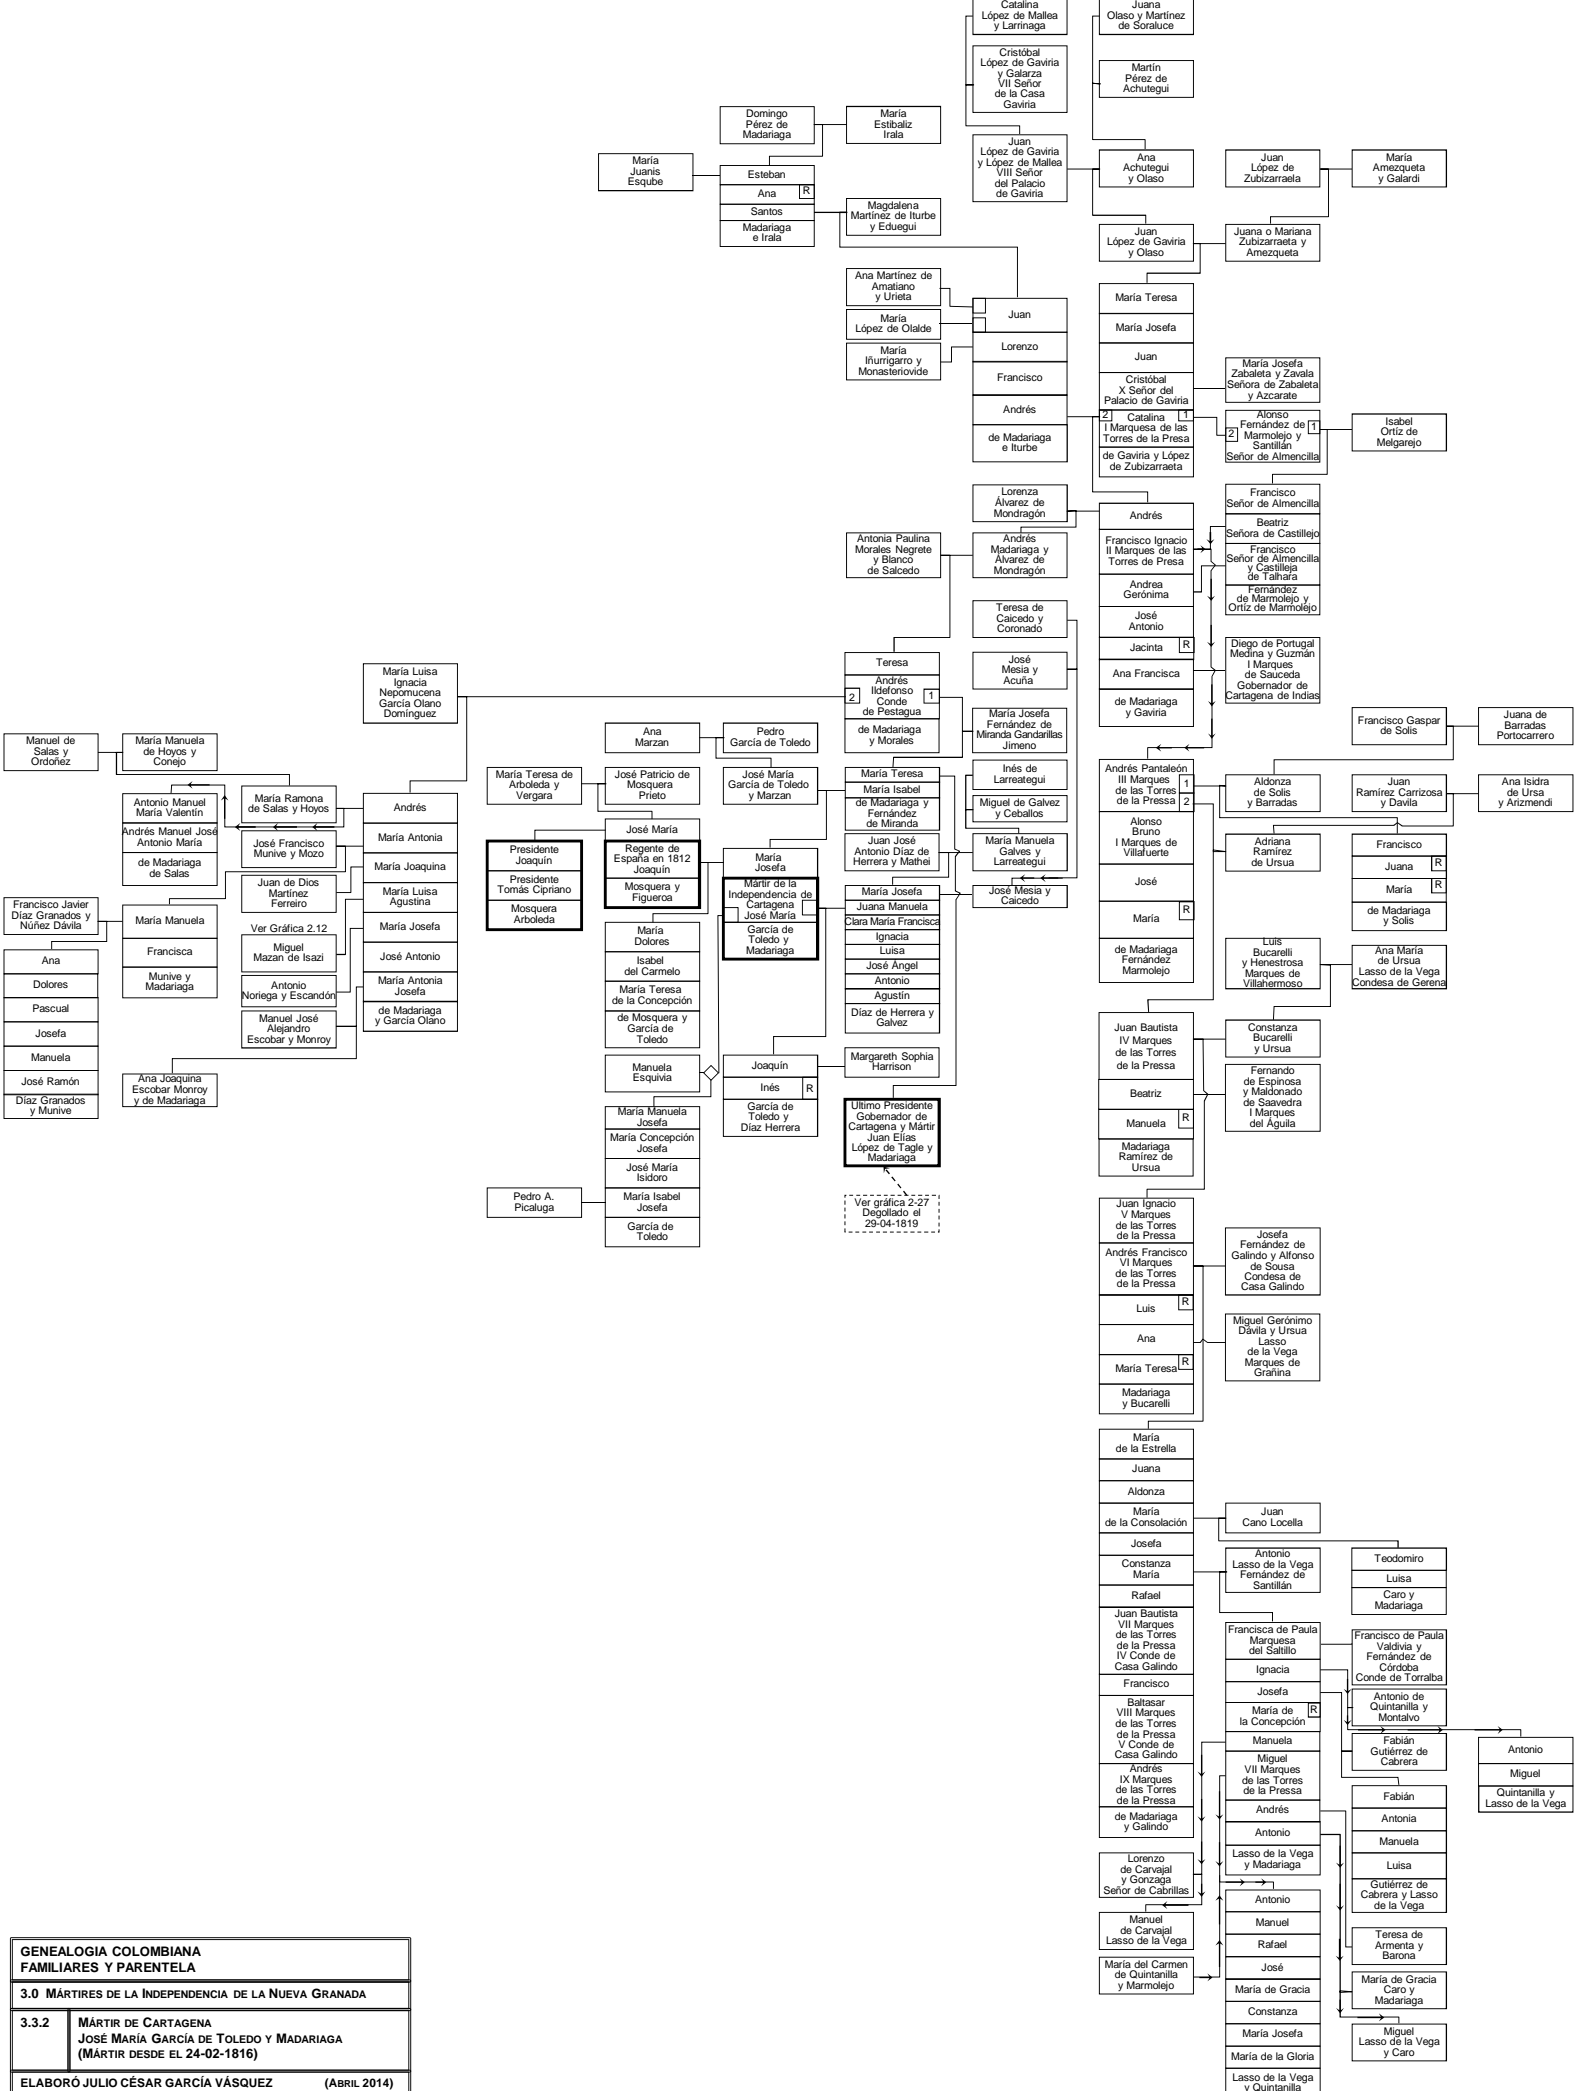 Catalina
López de Mallea
y Larrinaga
Juana
Olaso y Martínez
de Soraluce
Cristóbal
López de Gaviria
y Galarza
VII Señor
de la Casa
Gaviria
Martín
Pérez de
Achutegui
Domingo
Pérez de
Madariaga
María
Estibaliz
Irala
Juan
López de Gaviria
y López de Mallea
VIII Señor
del Palacio
de Gaviria
Ana
Achutegui
y Olaso
Juan
López de
Zubizarraela
María
Amezqueta
y Galardi
María
Juanis
Esqube
Esteban
Ana
R
Santos
Madariaga
e Irala
Magdalena
Martínez de Iturbe
y Eduegui
Juan
López de Gaviria
y Olaso
Juana o Mariana
Zubizarraeta y
Amezqueta
Ana Martínez de
Amatiano
y Urieta
María
López de Olalde
María
Iñurrigarro y
Monasteriovide
Juan
Lorenzo
Francisco
Andrés
de Madariaga
e Iturbe
María Teresa
María Josefa
Juan
Cristóbal
X Señor del
Palacio de Gaviria
2
Catalina
1
I Marquesa de las
Torres de la Presa
de Gaviria y López
de Zubizarraeta
María Josefa
Zabaleta y Zavala
Señora de Zabaleta
y Azcarate
Alonso
Fernández de
1
Marmolejo y
2
Santillán
Señor de Almencilla
Isabel
Ortíz de
Melgarejo
Lorenza
Álvarez de
Mondragón
Antonia Paulina
Morales Negrete
y Blanco
de Salcedo
Andrés
Madariaga y
Álvarez de
Mondragón
Andrés
Francisco Ignacio
II Marques de las
Torres de Presa
Andrea
Gerónima
José
Antonio
Jacinta
R
Ana Francisca
de Madariaga
y Gaviria
Francisco
Señor de Almencilla
Beatriz
Señora de Castillejo
Francisco
Señor de Almencilla
y Castilleja
de Talhara
Fernández
de Marmolejo y
Ortíz de Marmolejo
Teresa de
Caicedo y
Coronado
José
Mesia y
Acuña
Diego de Portugal
Medina y Guzmán
I Marques
de Sauceda
Gobernador de
Cartagena de Indias
María Luisa
Ignacia
Nepomucena
García Olano
Domínguez
Teresa
Andrés
Ildefonso
2
1
Conde
de Pestagua
de Madariaga
y Morales
María Josefa
Fernández de
Miranda Gandarillas
Jimeno
Francisco Gaspar
de Solis
Juana de
Barradas
Portocarrero
Manuel de
Salas y
Ordoñez
María Manuela
de Hoyos y
Conejo
Ana
Marzan
Pedro
García de Toledo
María Teresa de
Arboleda y
Vergara
José Patricio de
Mosquera
Prieto
José María
García de Toledo
y Marzan
María Teresa
María Isabel
de Madariaga y
Fernández
de Miranda
Inés de
Larreategui
Miguel de Galvez
y Ceballos
Andrés Pantaleón
III Marques
1
de las Torres
de la Pressa
2
Alonso
Bruno
I Marques de
Villafuerte
José
María
R
de Madariaga
Fernández
Marmolejo
Aldonza
de Solis
y Barradas
Juan
Ramírez Carrizosa
y Davila
Ana Isidra
de Ursa
y Arizmendi
Adriana
Ramírez
de Ursua
Francisco
Juana
R
María
R
de Madariaga
y Solis
Antonio Manuel
María Valentín
Andrés Manuel José
Antonio María
de Madariaga
de Salas
María Ramona
de Salas y Hoyos
José Francisco
Munive y Mozo
Juan de Dios
Martínez
Ferreiro
Ver Gráfica 2.12
Miguel
Mazan de Isazi
Antonio
Noriega y Escandón
Manuel José
Alejandro
Escobar y Monroy
Andrés
María Antonia
María Joaquina
María Luisa
Agustina
María Josefa
José Antonio
María Antonia
Josefa
de Madariaga
y García Olano
Presidente
Joaquín
Presidente
Tomás Cipriano
Mosquera
Arboleda
José María
Regente de
España en 1812
Joaquín
Mosquera y
Figueroa
María
Josefa
Mártir de la
Independencia de
Cartagena
José María
García de
Toledo y
Madariaga
Juan José
Antonio Díaz de
Herrera y Mathei
María Manuela
Galves y
Larreategui
María Josefa
Juana Manuela
Clara María Francisca
Ignacia
Luisa
José Ángel
Antonio
Agustín
Díaz de Herrera y
Galvez
José Mesia y
Caicedo
Francisco Javier
Díaz Granados y
Núñez Dávila
María Manuela
Francisca
Munive y
Madariaga
Ana
Dolores
Pascual
Josefa
Manuela
José Ramón
Díaz Granados
y Munive
Ana Joaquina
Escobar Monroy
y de Madariaga
María
Dolores
Isabel
del Carmelo
María Teresa
de la Concepción
de Mosquera y
García de
Toledo
Manuela
Esquivia
Joaquín
Inés
R
García de
Toledo y
Díaz Herrera
Margareth Sophia
Harrison
Ultimo Presidente
Gobernador de
Cartagena y Mártir
Juan Elías
López de Tagle y
Madariaga
Ver gráfica 2-27
Degollado el
29-04-1819
María Manuela
Josefa
María Concepción
Josefa
José María
Isidoro
María Isabel
Josefa
García de
Toledo
Pedro A.
Picaluga
Luis
Bucarelli
y Henestrosa
Marques de
Villahermoso
Ana María
de Ursua
Lasso de la Vega
Condesa de Gerena
Juan Bautista
IV Marques
de las Torres
de la Pressa
Beatriz
Manuela
R
Madariaga
Ramírez de
Ursua
Constanza
Bucarelli
y Ursua
Fernando
de Espinosa
y Maldonado
de Saavedra
I Marques
del Águila
Juan Ignacio
V Marques
de las Torres
de la Pressa
Andrés Francisco
VI Marques
de las Torres
de la Pressa
Luis
R
Ana
María Teresa
R
Madariaga
y Bucarelli
Josefa
Fernández de
Galindo y Alfonso
de Sousa
Condesa de
Casa Galindo
Miguel Gerónimo
Dávila y Ursua
Lasso
de la Vega
Marques de
Grañina
María
de la Estrella
Juana
Aldonza
María
de la Consolación
Josefa
Constanza
María
Rafael
Juan Bautista
VII Marques
de las Torres
de la Pressa
IV Conde de
Casa Galindo
Francisco
Baltasar
VIII Marques
de las Torres
de la Pressa
V Conde de
Casa Galindo
Andrés
IX Marques
de las Torres
de la Pressa
de Madariaga
y Galindo
Juan
Cano Locella
Antonio
Lasso de la Vega
Fernández de
Santillán
Teodomiro
Luisa
Caro y
Madariaga
Francisca de Paula
Marquesa
del Saltillo
Ignacia
Josefa
María de
la Concepción
R
Manuela
Miguel
VII Marques
de las Torres
de la Pressa
Andrés
Antonio
Lasso de la Vega
y Madariaga
Francisco de Paula
Valdivia y
Fernández de
Córdoba
Conde de Torralba
Antonio de
Quintanilla y
Montalvo
Fabián
Gutiérrez de
Cabrera
Antonio
Miguel
Quintanilla y
Lasso de la Vega
Fabián
Antonia
Manuela
Luisa
Gutiérrez de
Cabrera y Lasso
de la Vega
Lorenzo
de Carvajal
y Gonzaga
Señor de Cabrillas
Manuel
de Carvajal
Lasso de la Vega
María del Carmen
de Quintanilla
y Marmolejo
Antonio
Manuel
Rafael
José
María de Gracia
Constanza
María Josefa
María de la Gloria
Lasso de la Vega
y Quintanilla
Teresa de
Armenta y
Barona
María de Gracia
Caro y
Madariaga
Miguel
Lasso de la Vega
y Caro
GENEALOGIA COLOMBIANA
FAMILIARES Y PARENTELA
3.0 MÁRTIRES DE LA INDEPENDENCIA DE LA NUEVA GRANADA
3.3.2
MÁRTIR DE CARTAGENA
JOSÉ MARÍA GARCÍA DE TOLEDO Y MADARIAGA
(MÁRTIR DESDE EL 24-02-1816)
ELABORÓ JULIO CÉSAR GARCÍA VÁSQUEZ (ABRIL 2014)